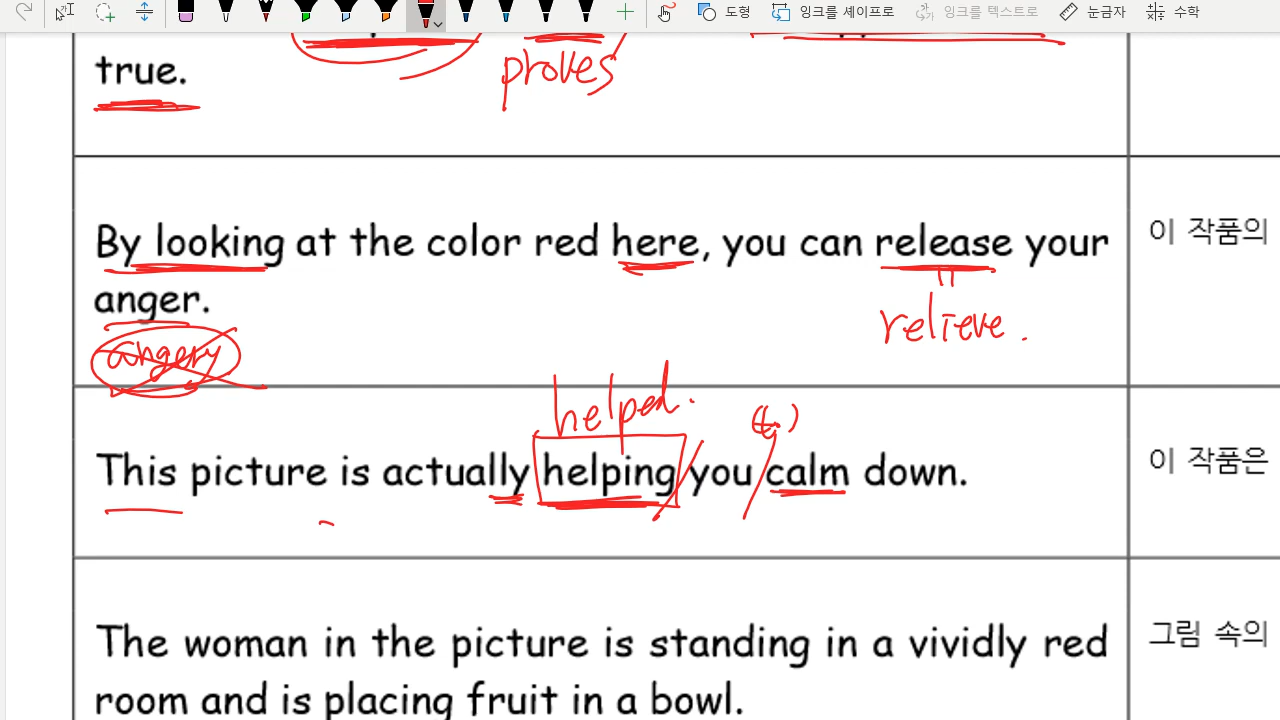 도형 잉크를 셰이프로 잉크를 텍스트로 눈금자 수학
true.
proves
By looking at the color red here, you can release your
이 작품의
anger.
relieve.
angery
helped.
(to)
This picture is actually helping you calm down.
이 작품은
The woman in the picture is standing in a vividly red
그림 속의
room and is placing fruit in a bowl.